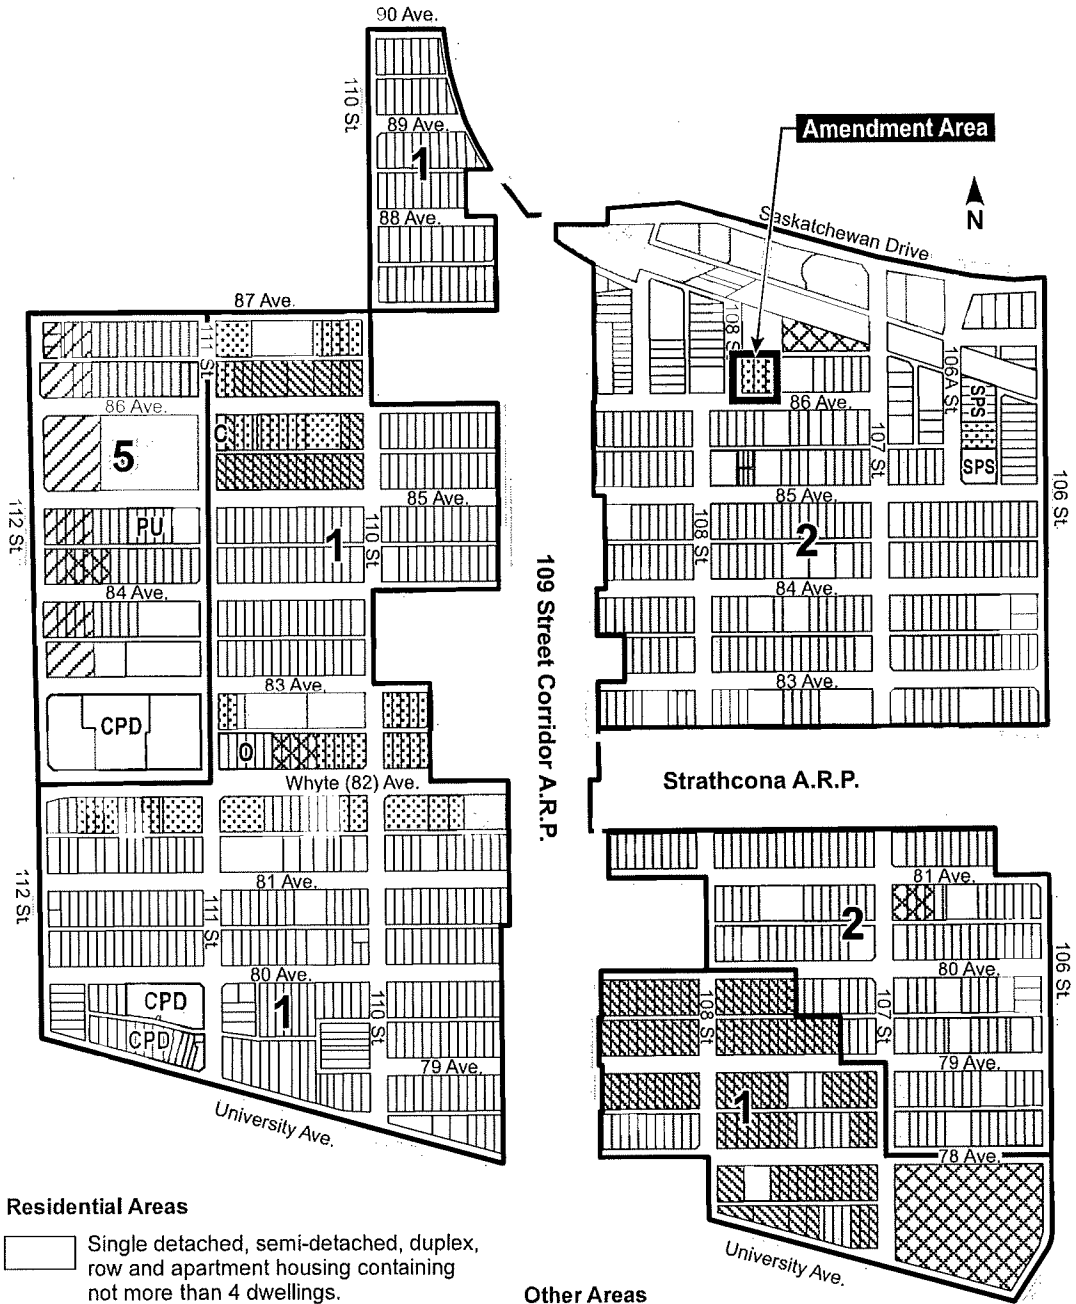 90 Ave.
110 St.
89 Ave.
1
88 Ave.
87 Ave.
Amendment Area
N
Saskatchewan Drive
111 St
108 St
86 Ave.
5
C
86 Ave.
107 St
106A St.
SPS
SPS
106 St.
112 St.
PU
85 Ave.
1
110 St
85 Ave.
108 St
2
84 Ave.
84 Ave.
109 Street Corridor A.R.P.
83 Ave.
83 Ave.
CPD
O
Whyte (82) Ave.
Strathcona A.R.P.
112 St.
81 Ave.
111 St
81 Ave.
2
106 St.
80 Ave.
80 Ave.
CPD
CPD
1
110 St
108 St
107 St
79 Ave.
79 Ave.
1
University Ave.
78 Ave.
University Ave.
Residential Areas
Single detached, semi-detached, duplex,
row and apartment housing containing
not more than 4 dwellings.
Other Areas